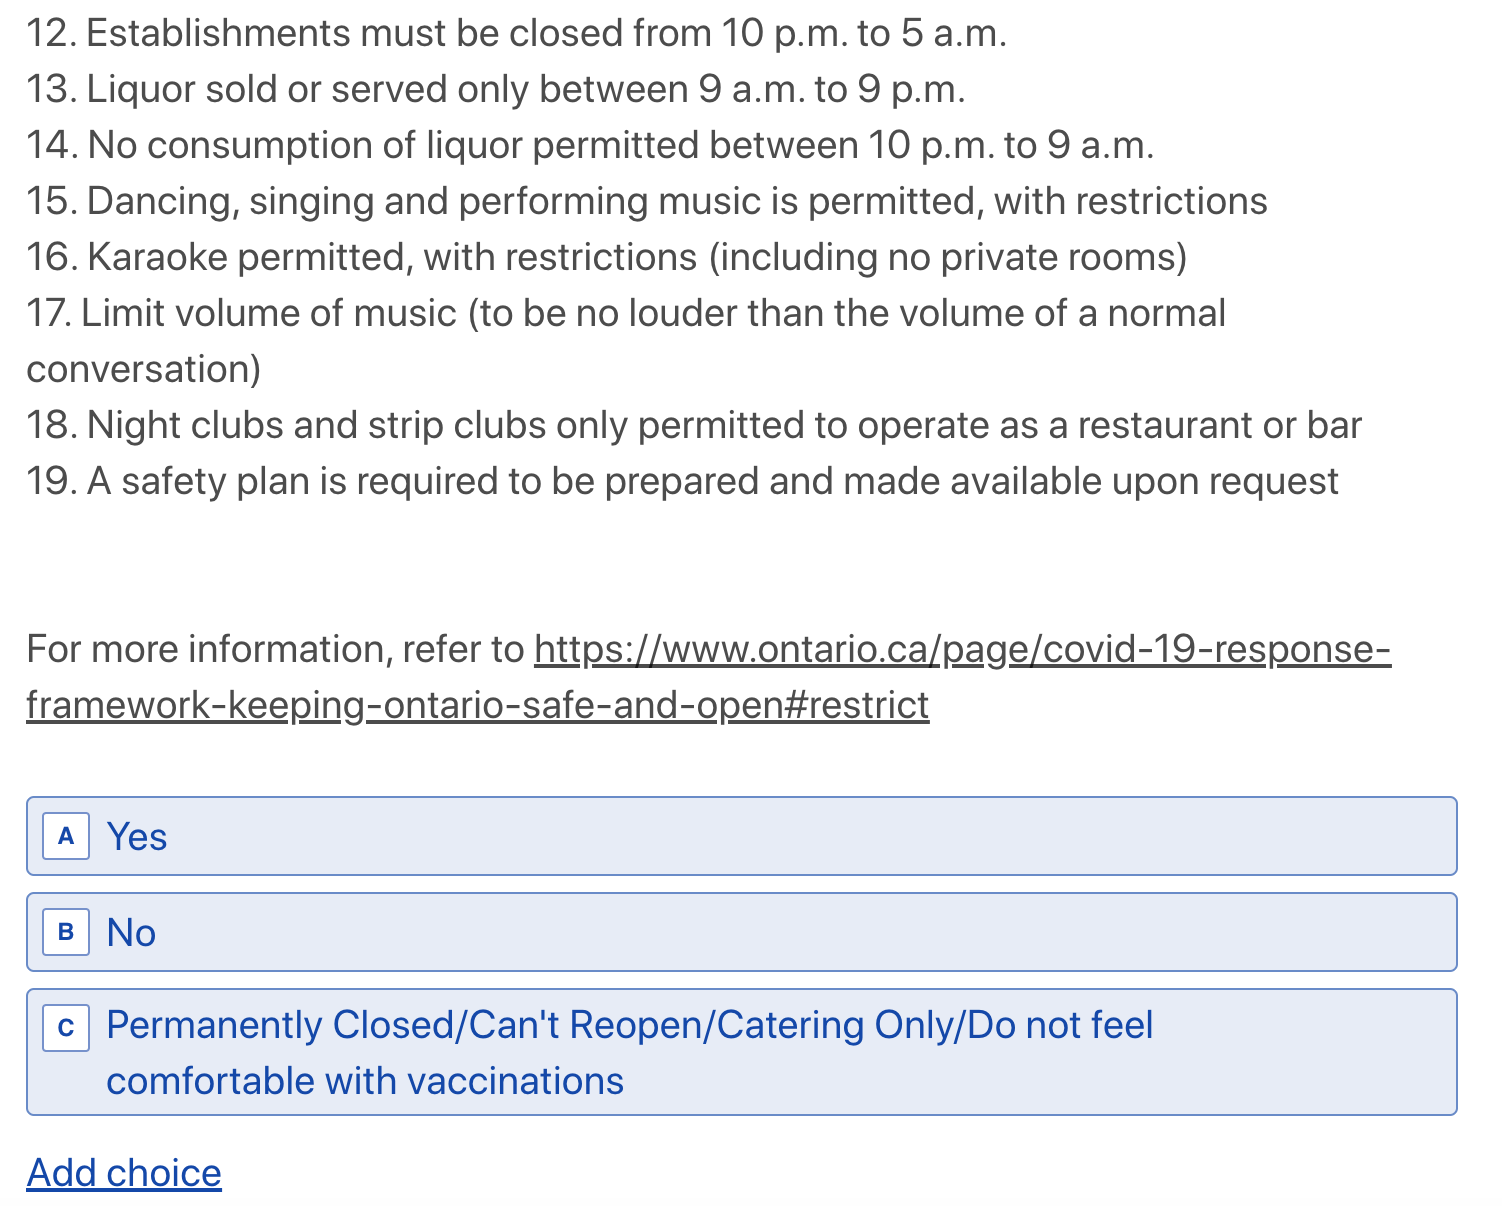 12. Establishments must be closed from 10 p.m. to 5 a.m.
13. Liquor sold or served only between 9 a.m. to 9 p.m.
14. No consumption of liquor permitted between 10 p.m. to 9 a.m.
15. Dancing, singing and performing music is permitted, with restrictions
16. Karaoke permitted, with restrictions (including no private rooms)
17. Limit volume of music (to be no louder than the volume of a normal
conversation)
18. Night clubs and strip clubs only permitted to operate as a restaurant or bar
19. A safety plan is required to be prepared and made available upon request
For more information, refer to https://www.ontario.ca/page/covid-19-response-
framework-keeping-ontario-safe-and-open#restrict
A Yes
B No
C Permanently Closed/Can't Reopen/Catering Only/Do not feel
comfortable with vaccinations
Add choice